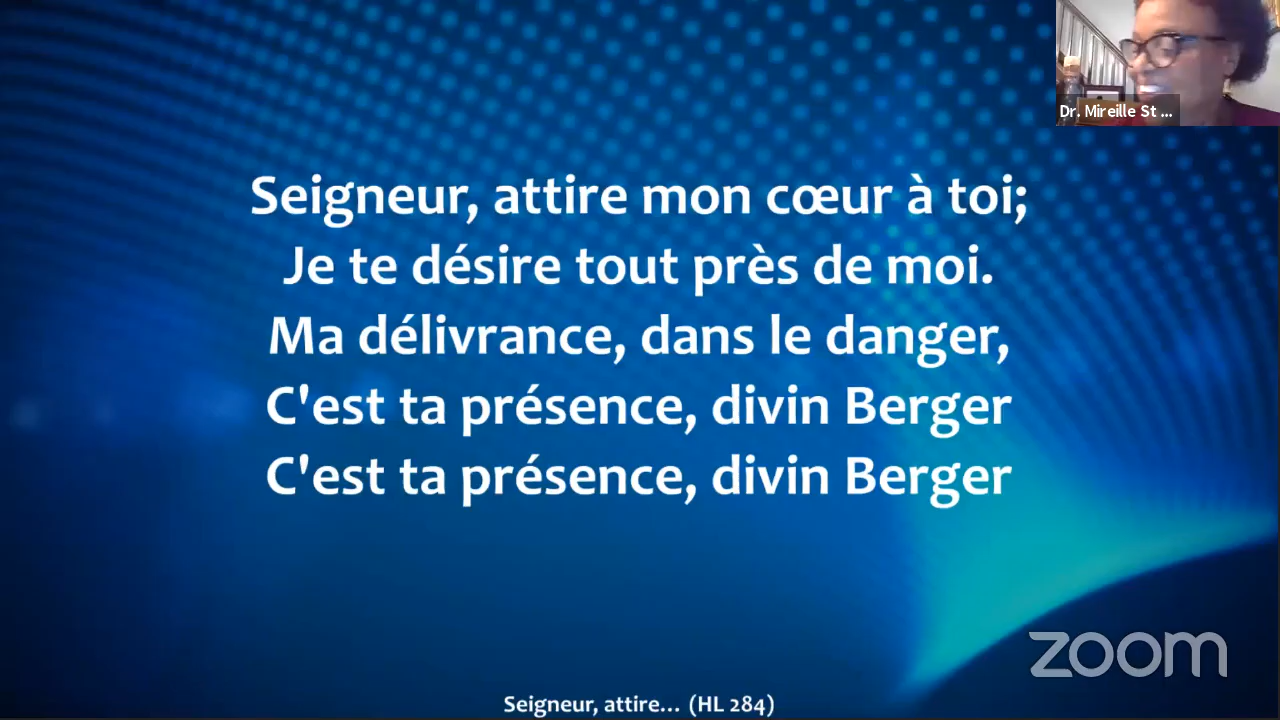 Dr. Mireille St ...
Seigneur, attire mon cœur à toi;
Je te désire tout près de moi.
Ma délivrance, dans le danger,
C'est ta présence, divin Berger
C'est ta présence, divin Berger
zoom
Seigneur, attire... (HL 284)